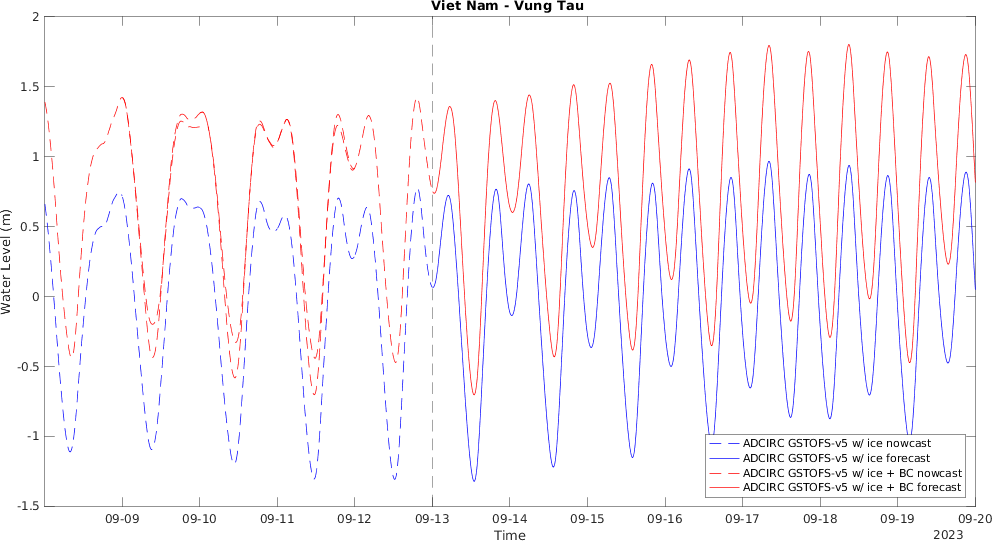 Viet Nam - Vung Tau
2
1.5
1
0.5
0
-0.5
-1
-1.5
Water Level (m)
09-09 09-10 09-11 09-12 09-13 09-14 09-15 09-16 09-17 09-18 09-19 09-20
Time
2023
ADCIRC GSTOFS-v5 w/ ice nowcast
ADCIRC GSTOFS-v5 w/ ice forecast
ADCIRC GSTOFS-v5 w/ ice + BC nowcast
ADCIRC GSTOFS-v5 w/ ice + BC forecast